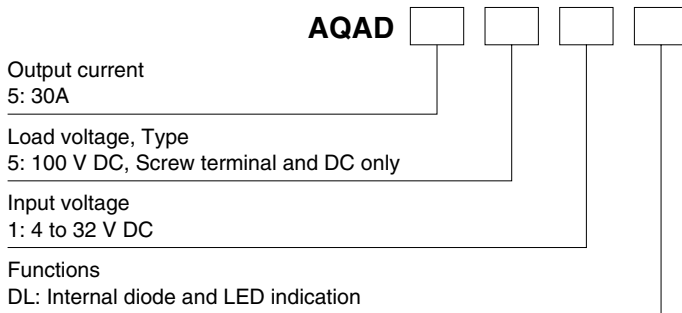 AQAD
Output current
5: 30A
Load voltage, Type
5: 100 V DC, Screw terminal and DC only
Input voltage
1: 4 to 32 V DC
Functions
DL: Internal diode and LED indication